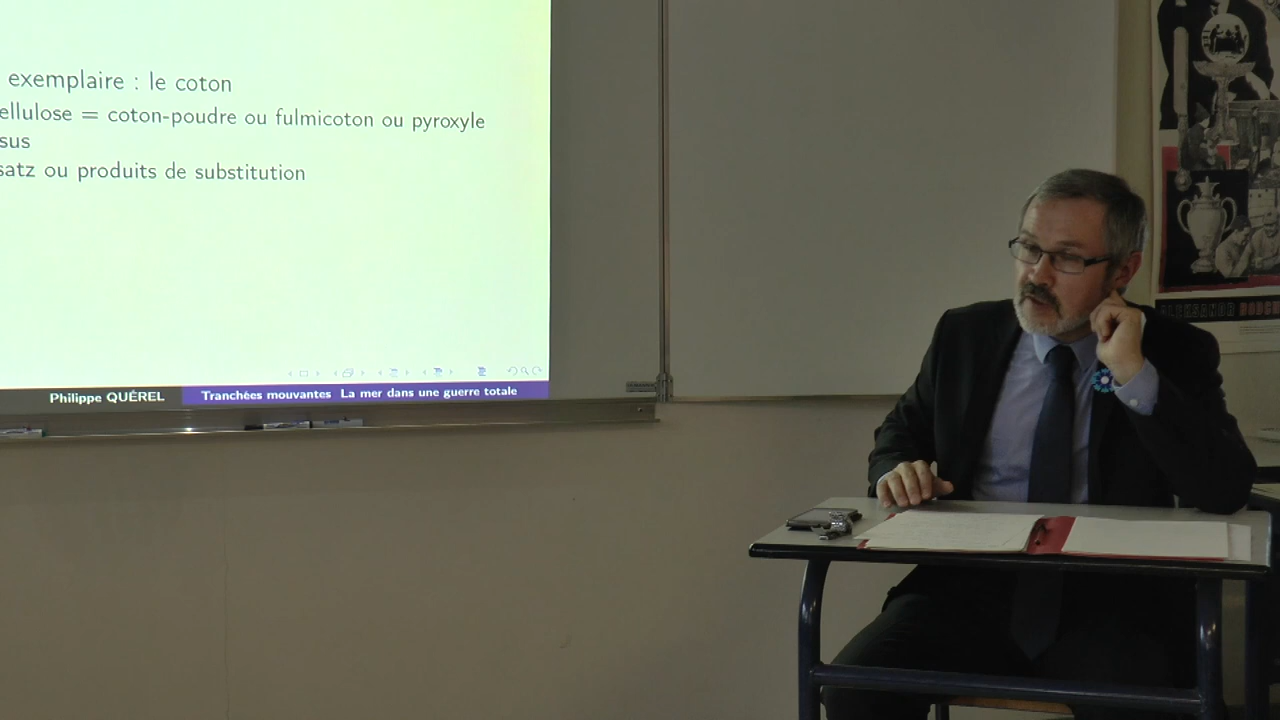 exemplaire : le coton
ellulose = coton-poudre ou fulmicoton ou pyroxyle
sus
satz ou produits de substitution
Philippe QUÉREL Tranchées mouvantes La mer dans une guerre totale
ALEKSANDR